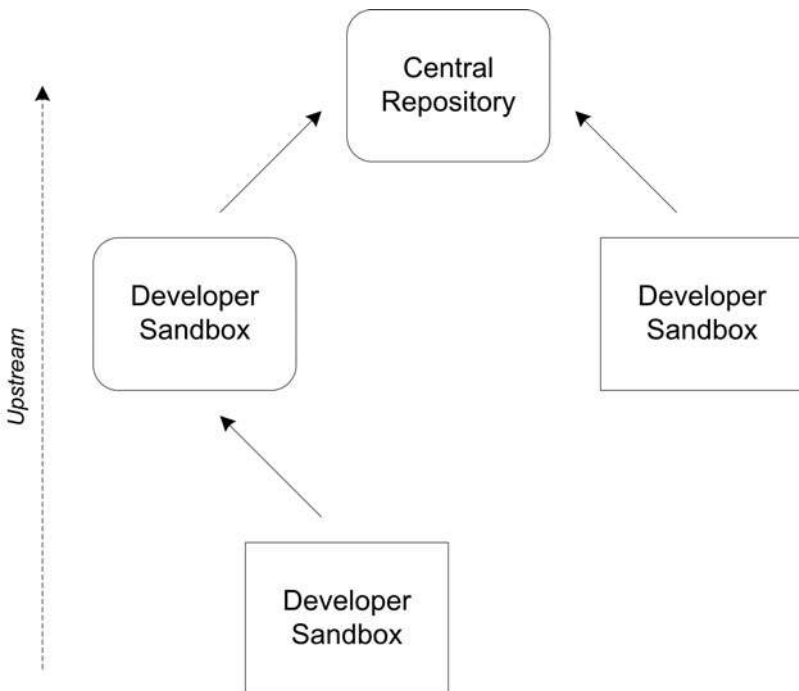 Central
Repository
Developer
Sandbox
Developer
Sandbox
Upstream
Developer
Sandbox